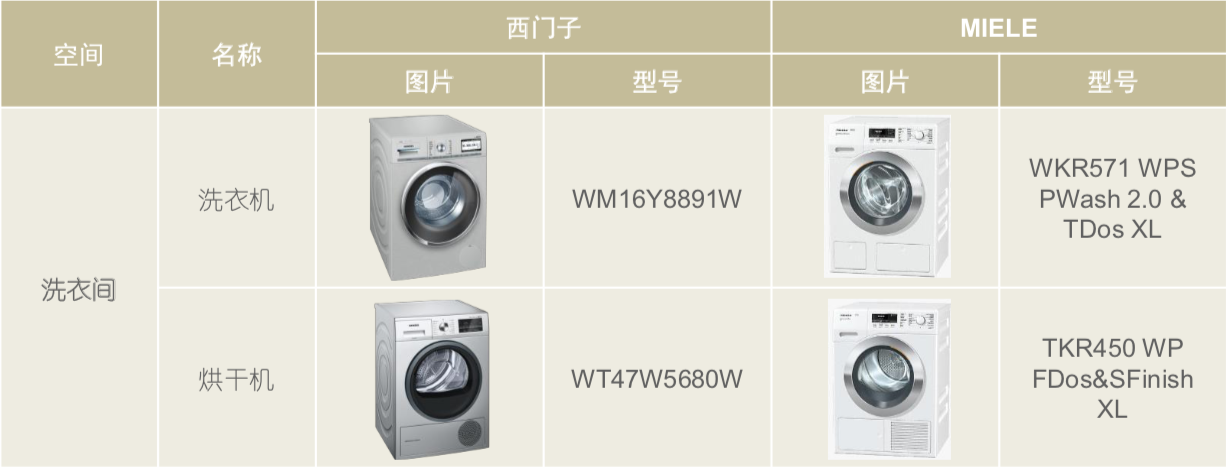 空间
名称
西门子
MIELE
图片
型号
图片
型号
洗衣间
洗衣机
WM16Y8891W
WKR571 WPS
PWash 2.0 &
TDos XL
烘干机
WT47W5680W
TKR450 WP
FDos&SFinish
XL